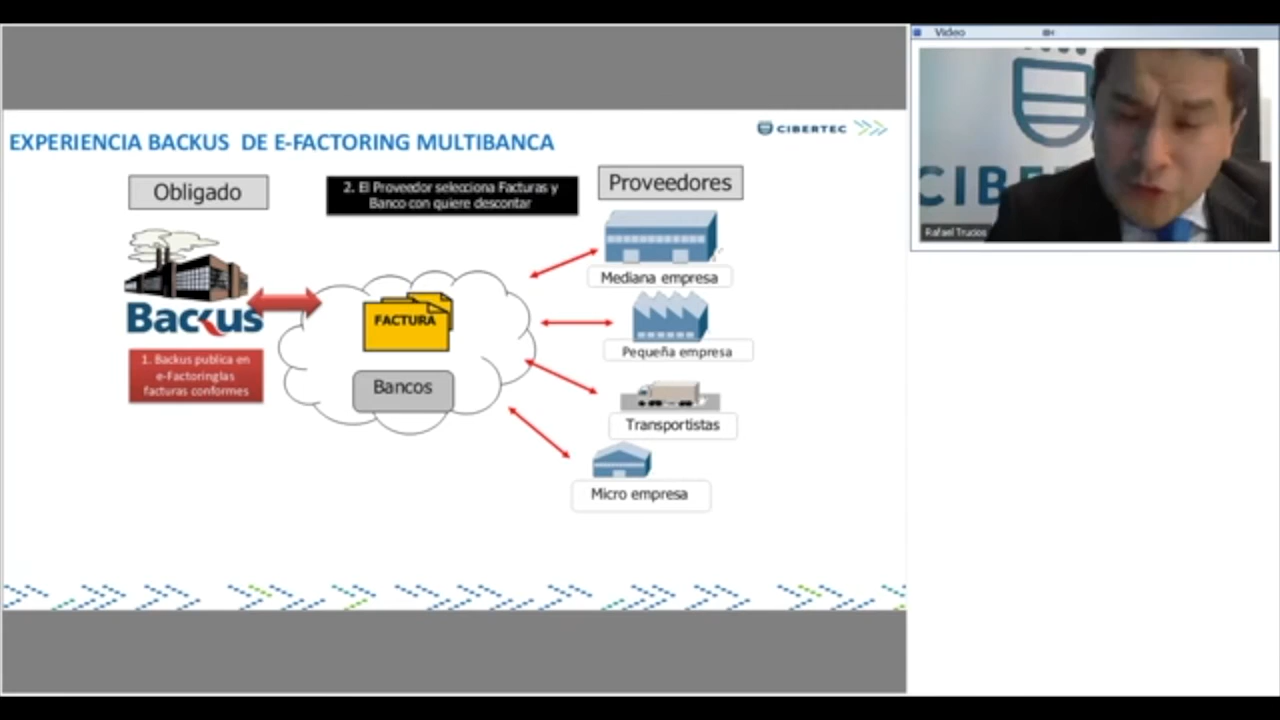 EXPERIENCIA BACKUS DE E-FACTORING MULTIBANCA
CIBERTEC
Obligado
2. El Proveedor selecciona Facturas y
Banco con quiere descontar
Proveedores
Backus
1. Backus publica en
e-Factoringlas
facturas conformes
FACTURA
Bancos
Mediana empresa
Pequeña empresa
Transportistas
Micro empresa
Video
CIBE
Rafael Trucios